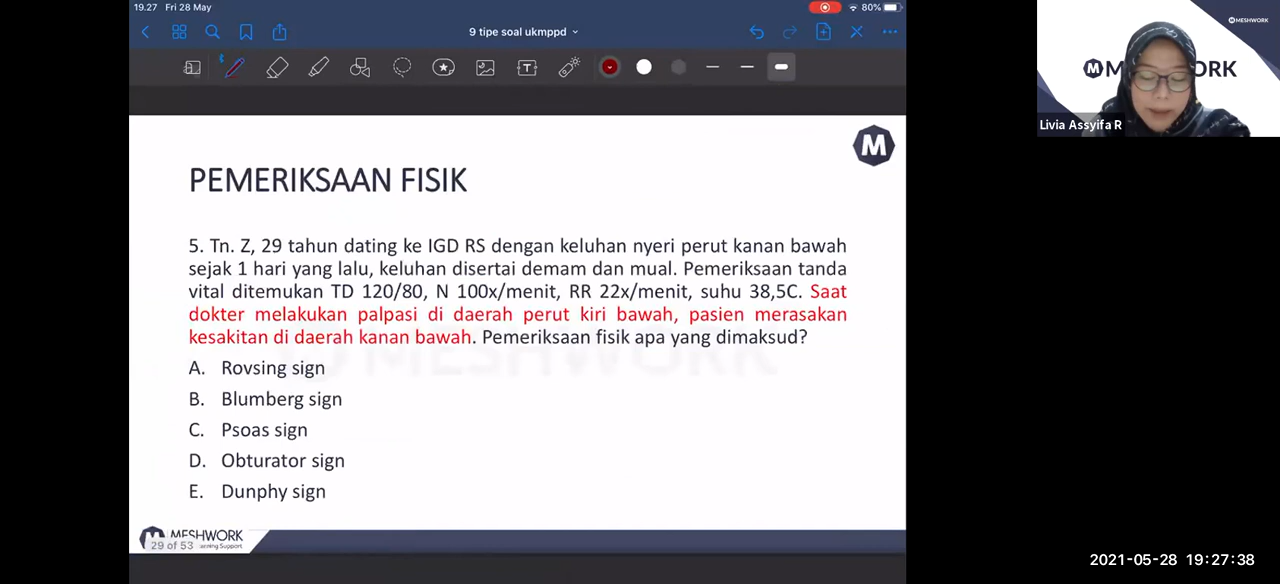 19.27 Fri 28 May
80%
9 tipe soal ukmppd
MESHWORK
Livia Assyifa R
M
PEMERIKSAAN FISIK
5. Tn. Z, 29 tahun dating ke IGD RS dengan keluhan nyeri perut kanan bawah
sejak 1 hari yang lalu, keluhan disertai demam dan mual. Pemeriksaan tanda
vital ditemukan TD 120/80, N 100x/menit, RR 22x/menit, suhu 38,5C. Saat
dokter melakukan palpasi di daerah perut kiri bawah, pasien merasakan
kesakitan di daerah kanan bawah. Pemeriksaan fisik apa yang dimaksud?
MESHWORK
A. Rovsing sign
B. Blumberg sign
C. Psoas sign
D. Obturator sign
E. Dunphy sign
MESHWORK
29 of 53
2021-05-28 19:27:38